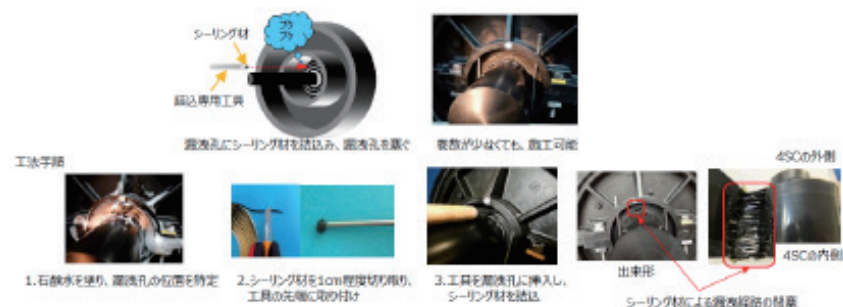 シーリング材
ブク
ブク
詰込専用工具
漏洩孔にシーリング材を詰込み、漏洩孔を塞ぐ
巻数が少なくても、施工可能
工法手順
4SCの外側
4SCの内側
1.石鹸水を塗り、漏洩孔の位置を特定
2.シーリング材を1cm程度切り取り、
工具の先端に取り付け
3.工具を漏洩孔に挿入し、
シーリング材を詰込
出来形
シーリング材による漏洩経路の閉塞